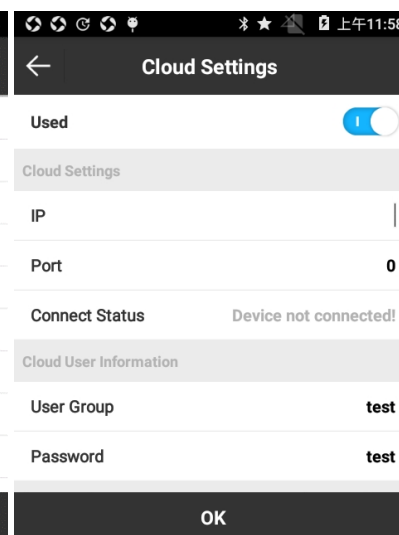 上午11:58
Cloud Settings
Used
Cloud Settings
IP
Port 0
Connect Status Device not connected!
Cloud User Information
User Group test
Password test
OK